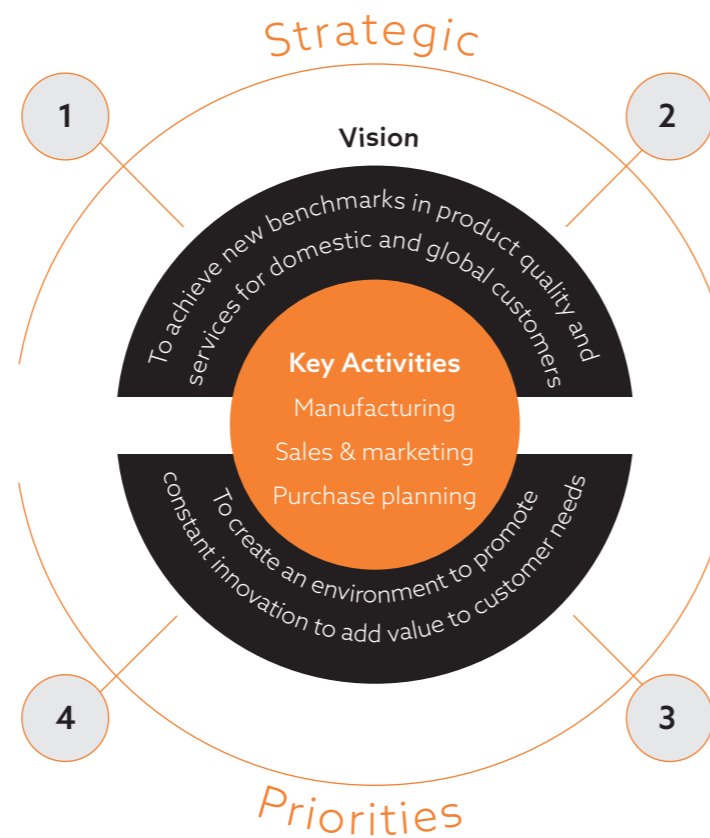 Strategic
1
2
Vision
To achieve new benchmarks in product quality and
services for domestic and global customers
Key Activities
Manufacturing
Sales & marketing
Purchase planning
To create an environment to promote
constant innovation to add value to customer needs
4
3
Priorities